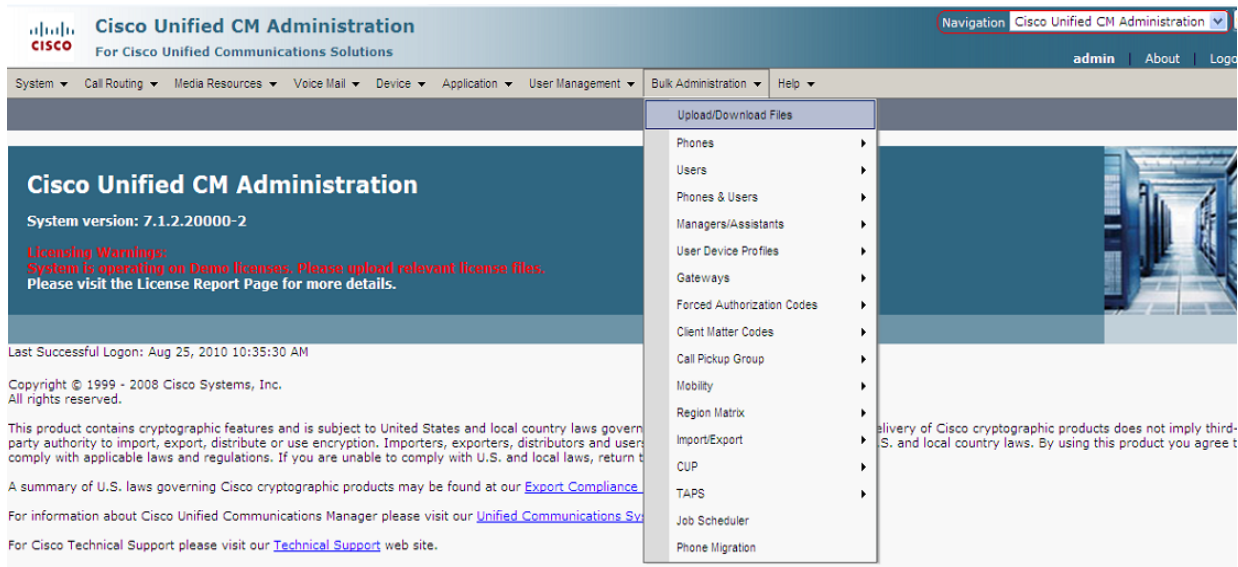 Cisco Unified CM Administration
CISCO
For Cisco Unified Communications Solutions
Navigation Cisco Unified CM Administration
admin About Logo
System Call Routing Media Resources Voice Mail Device Application User Management Bulk Administration Help
Upload/Download Files
Phones
Users
Phones & Users
Managers/Assistants
User Device Profiles
Gateways
Forced Authorization Codes
Client Matter Codes
Call Pickup Group
Mobility
Region Matrix
Import/Export
CUP
TAPS
Job Scheduler
Phone Migration
Cisco Unified CM Administration
System version: 7.1.2.20000-2
Licensing Warnings:
System is operating on Demo licenses. Please upload relevant license files.
Please visit the License Report Page for more details.
Last Successful Logon: Aug 25, 2010 10:35:30 AM
Copyright © 1999 - 2008 Cisco Systems, Inc.
All rights reserved.
This product contains cryptographic features and is subject to United States and local country laws govern elivery of Cisco cryptographic products does not imply third-
party authority to import, export, distribute or use encryption. Importers, exporters, distributors and user .S. and local country laws. By using this product you agree t
comply with applicable laws and regulations. If you are unable to comply with U.S. and local laws, return t
A summary of U.S. laws governing Cisco cryptographic products may be found at our Export Compliance
For information about Cisco Unified Communications Manager please visit our Unified Communications Sy
For Cisco Technical Support please visit our Technical Support web site.